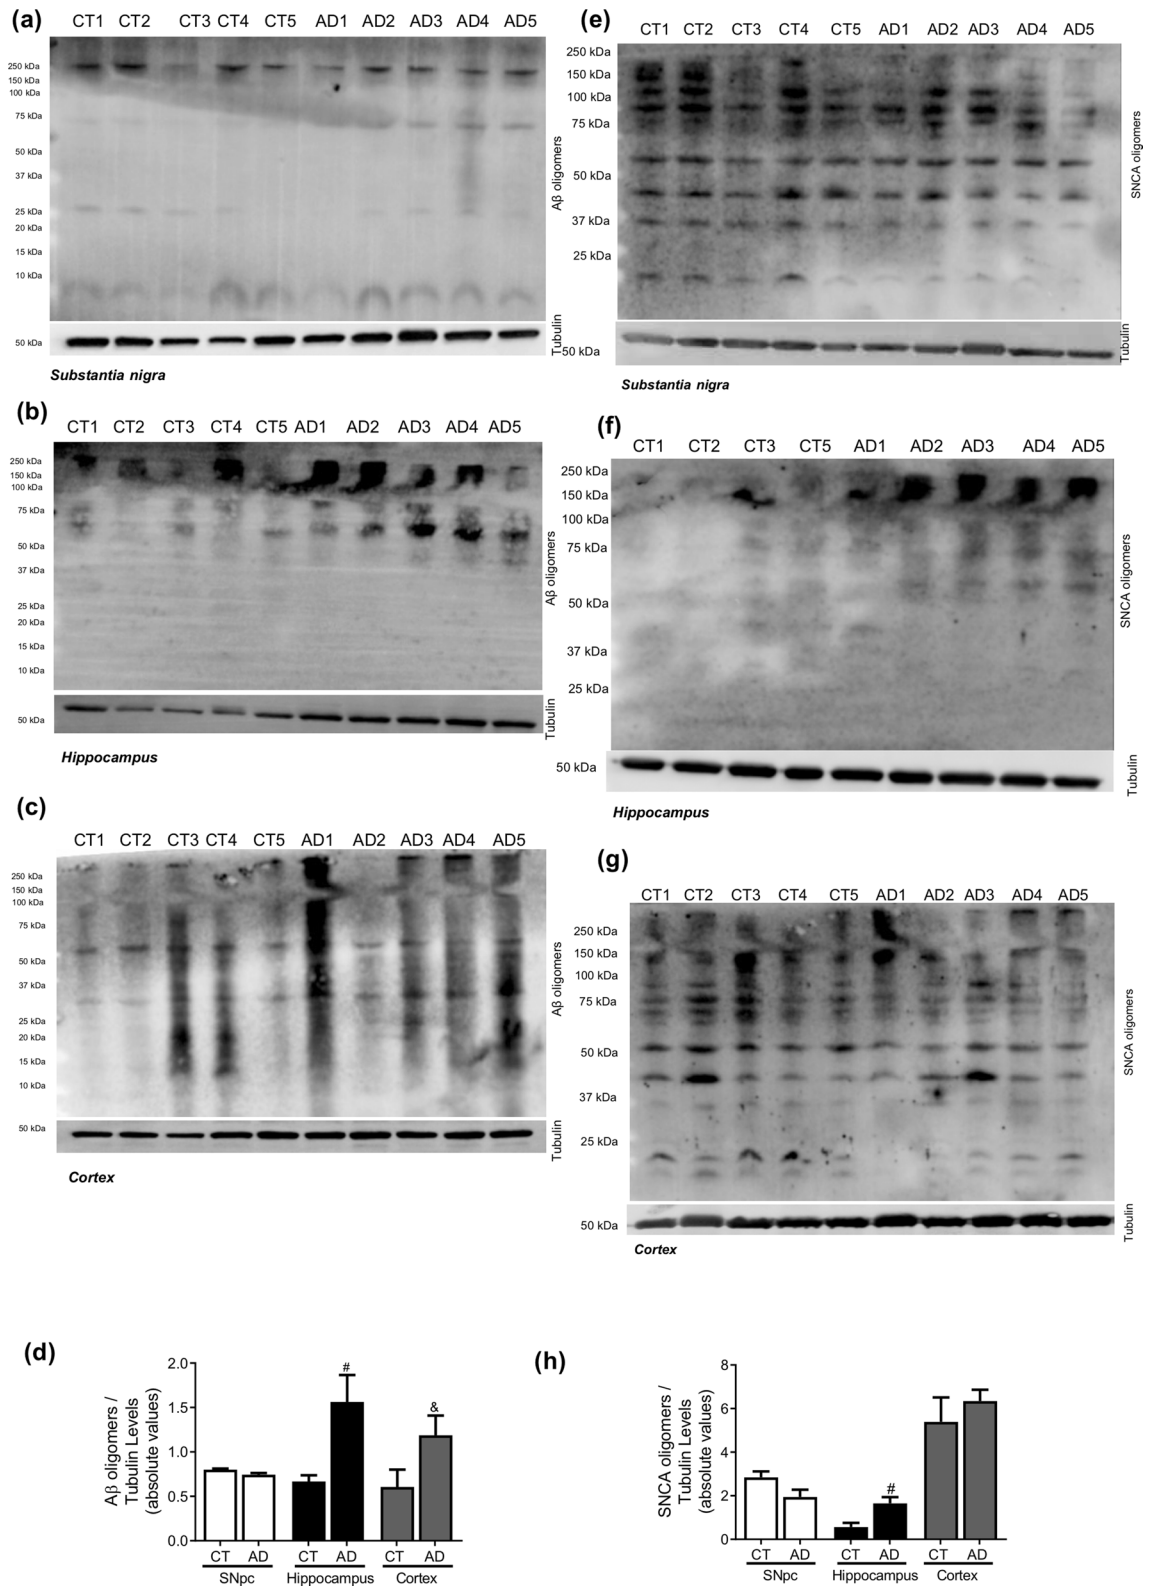 (a)
CT1 CT2 CT3 CT4 CT5 AD1 AD2 AD3 AD4 AD5
250 kDa
150 kDa
100 kDa
75 kDa
50 kDa
37 kDa
25 kDa
20 kDa
15 kDa
10 kDa
Aβ oligomers
50 kDa
Tubulin
Substantia nigra
(b)
CT1 CT2 CT3 CT4 CT5 AD1 AD2 AD3 AD4 AD5
250 kDa
150 kDa
100 kDa
75 kDa
50 kDa
37 kDa
25 kDa
20 kDa
15 kDa
10 kDa
Aβ oligomers
50 kDa
Tubulin
Hippocampus
(c)
CT1 CT2 CT3 CT4 CT5 AD1 AD2 AD3 AD4 AD5
250 kDa
150 kDa
100 kDa
75 kDa
50 kDa
37 kDa
25 kDa
20 kDa
15 kDa
10 kDa
Aβ oligomers
50 kDa
Tubulin
Cortex
(d)
Aβ oligomers /
Tubulin Levels
(absolute values)
2.0
1.5
1.0
0.5
0.0
#
&
CT AD CT AD CT AD
SNpc Hippocampus Cortex
(e)
CT1 CT2 CT3 CT4 CT5 AD1 AD2 AD3 AD4 AD5
250 kDa
150 kDa
100 kDa
75 kDa
50 kDa
37 kDa
25 kDa
SNCA oligomers
50 kDa
Tubulin
Substantia nigra
(f)
CT1 CT2 CT3 CT5 AD1 AD2 AD3 AD4 AD5
250 kDa
150 kDa
100 kDa
75 kDa
50 kDa
37 kDa
25 kDa
SNCA oligomers
50 kDa
Tubulin
Hippocampus
(g)
CT1 CT2 CT3 CT4 CT5 AD1 AD2 AD3 AD4 AD5
250 kDa
150 kDa
100 kDa
75 kDa
50 kDa
37 kDa
25 kDa
SNCA oligomers
50 kDa
Tubulin
Cortex
(h)
SNCA oligomers /
Tubulin Levels
(absolute values)
8
6
4
2
0
#
CT AD CT AD CT AD
SNpc Hippocampus Cortex